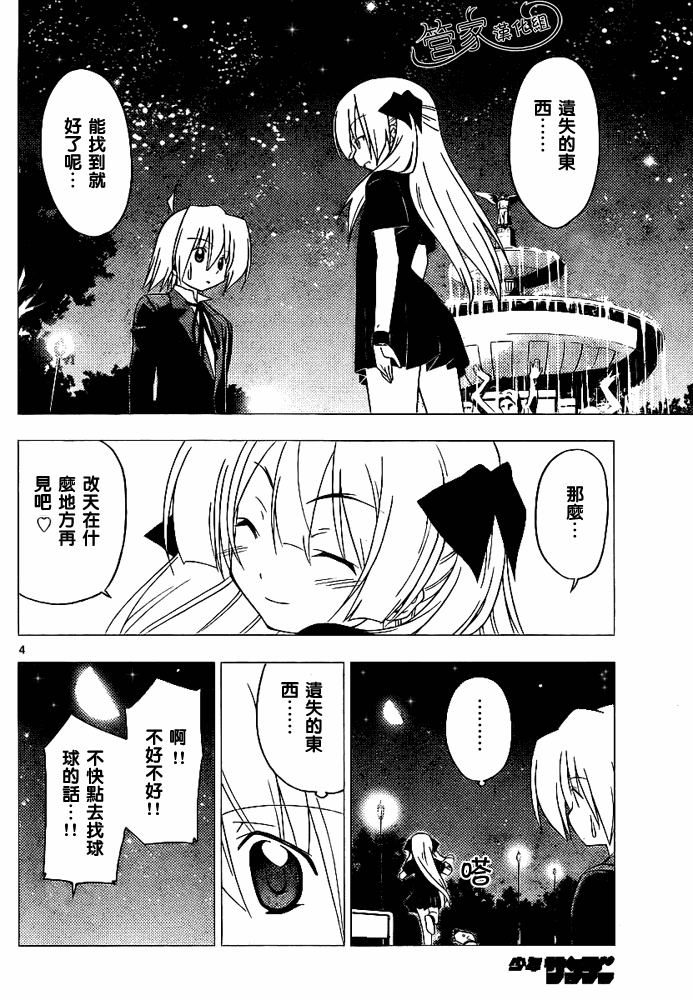 管家漢化組
遺失的東
西……
能找到就
好了呢…
那麼…
改天在什
麼地方再
見吧♡
4
……
嗒
遺失的東
西……
啊!!
不好不好!!
不快點去找球
球的話…!!
少年サンデー